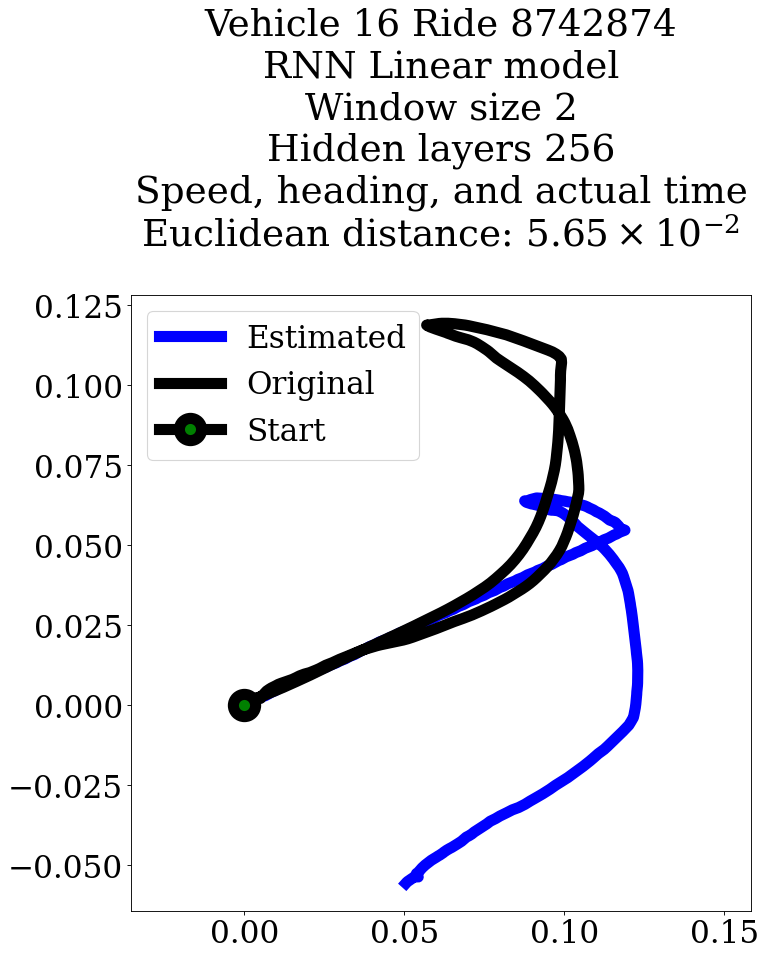 Vehicle 16 Ride 8742874
RNN Linear model
Window size 2
Hidden layers 256
Speed, heading, and actual time
Euclidean distance: 5.65 × 10⁻²
0.125
0.100
0.075
0.050
0.025
0.000
−0.025
−0.050
Estimated
Original
Start
0.00 0.05 0.10 0.15